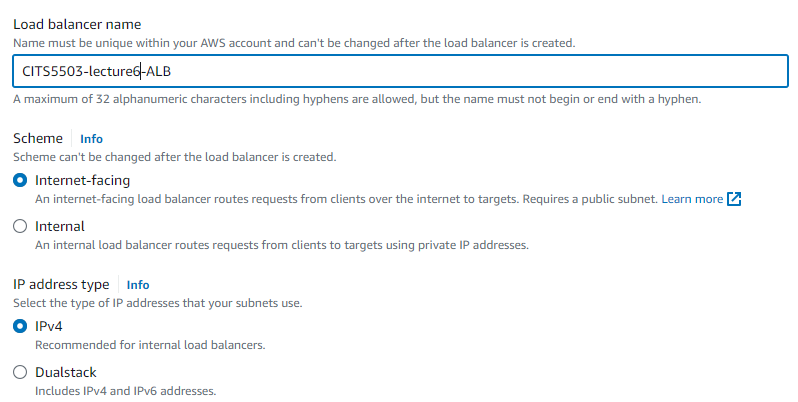 Load balancer name
Name must be unique within your AWS account and can't be changed after the load balancer is created.
CITS5503-lecture6-ALB
A maximum of 32 alphanumeric characters including hyphens are allowed, but the name must not begin or end with a hyphen.
Scheme Info
Scheme can't be changed after the load balancer is created.
Internet-facing
An internet-facing load balancer routes requests from clients over the internet to targets. Requires a public subnet. Learn more
Internal
An internal load balancer routes requests from clients to targets using private IP addresses.
IP address type Info
Select the type of IP addresses that your subnets use.
IPv4
Recommended for internal load balancers.
Dualstack
Includes IPv4 and IPv6 addresses.